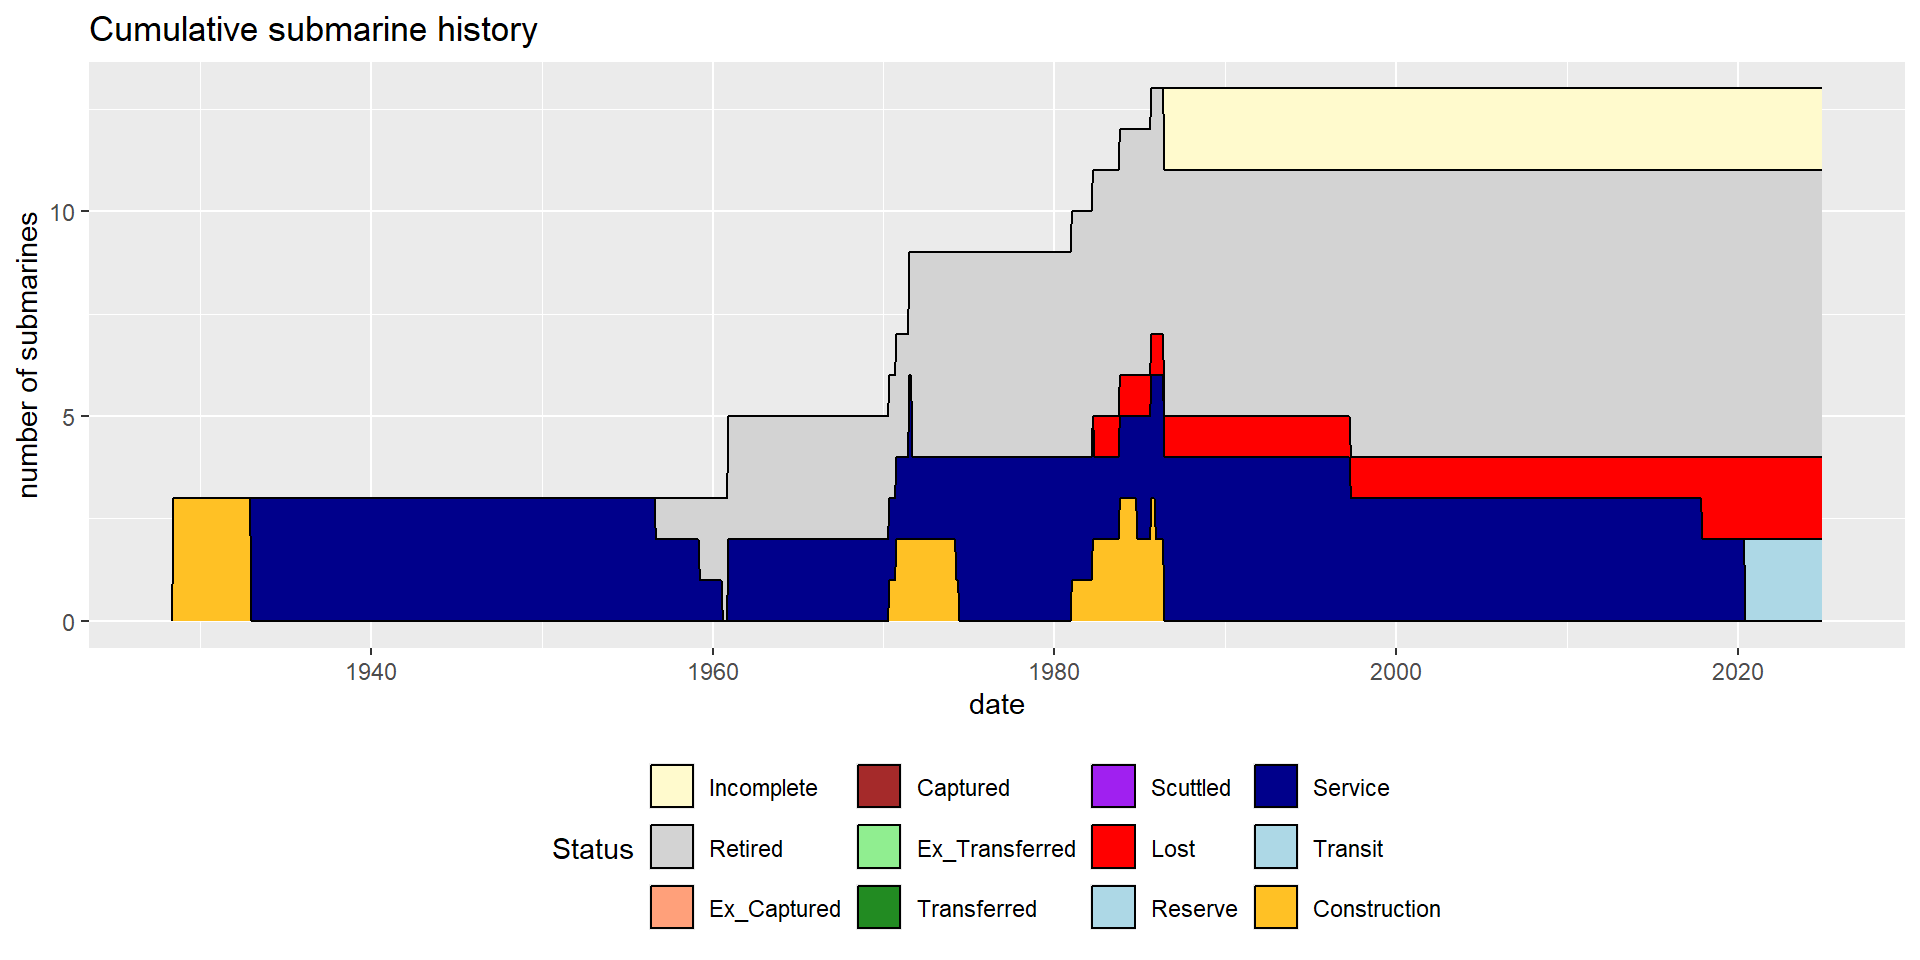 Cumulative submarine history
number of submarines
10
5
0
1940 1960 1980 2000 2020
date
Status
Incomplete Captured Scuttled Service
Retired Ex_Transferred Lost Transit
Ex_Captured Transferred Reserve Construction